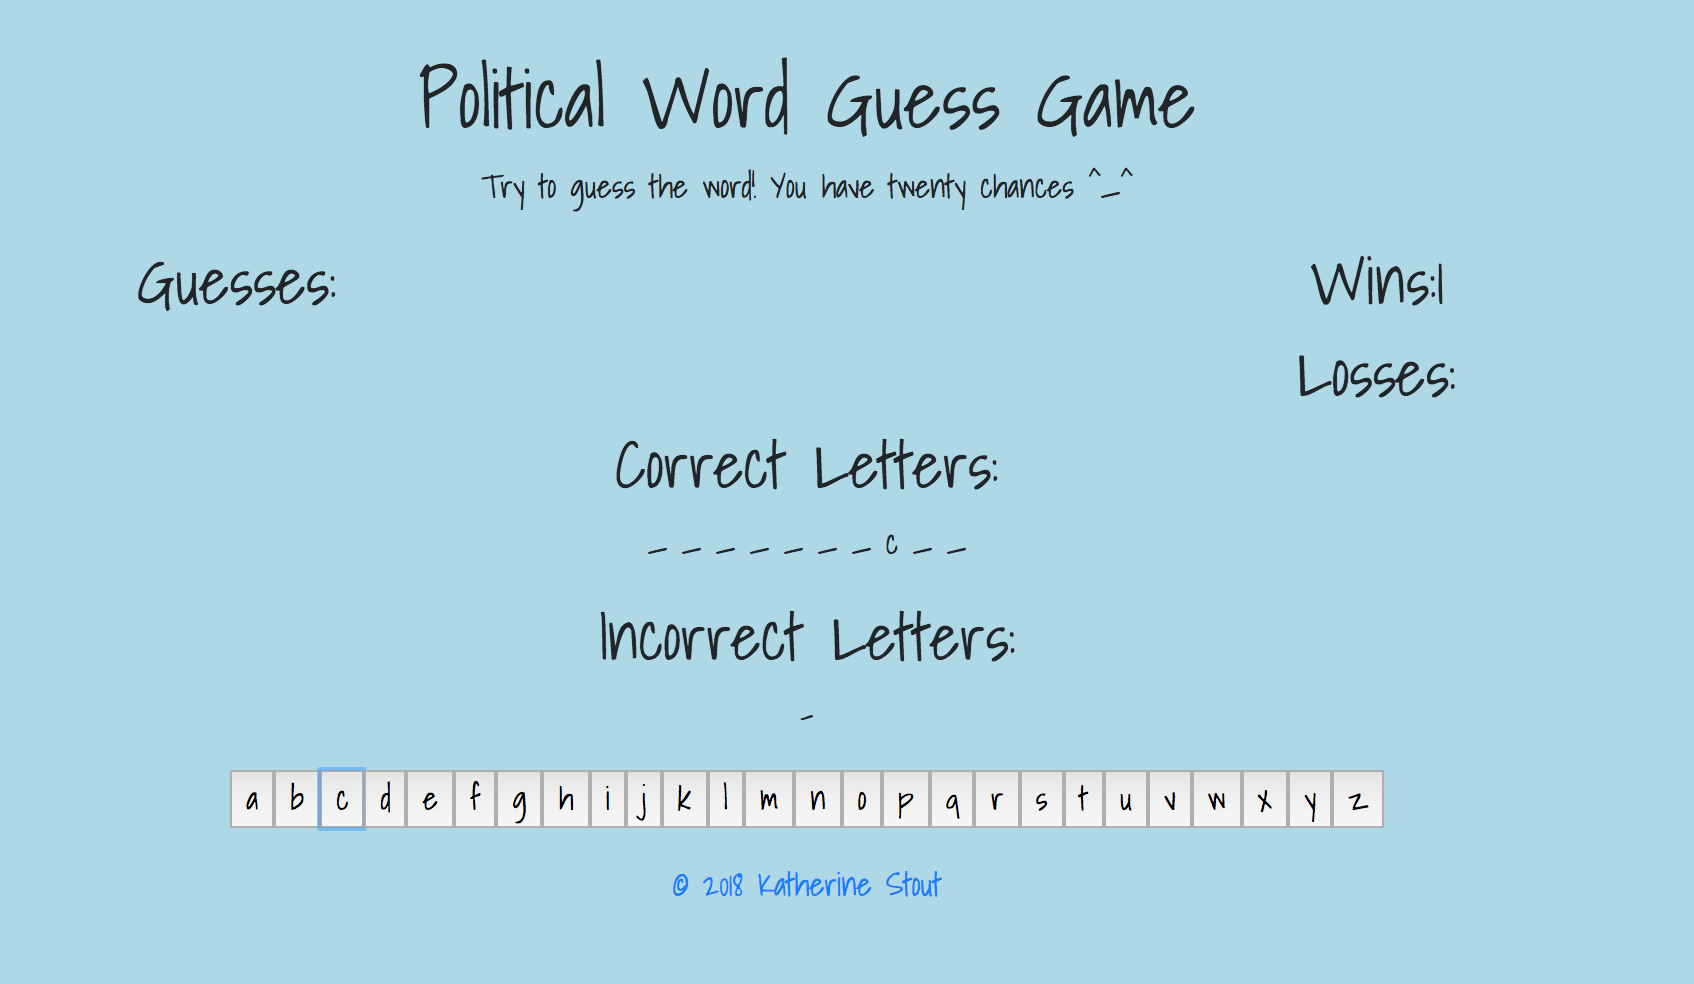 Political Word Guess Game
Try to guess the word! You have twenty chances ^_^
Guesses:
Wins:1
Losses:
Correct Letters:
_ _ _ _ _ _ _ c _ _
Incorrect Letters:
-
a b c d e f g h i j k l m n o p q r s t u v w x y z
© 2018 Katherine Stout